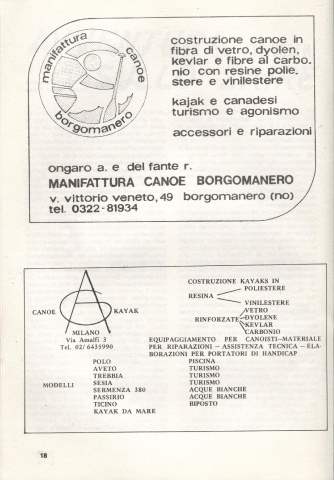 manifattura canoe
borgomanero
costruzione canoe in
fibra di vetro, dyolen,
kevlar e fibre al carbo.
nio con resine polie.
stere e vinilestere
kajak e canadesi
turismo e agonismo
accessori e riparazioni
ongaro a. e del fante r.
MANIFATTURA CANOE BORGOMANERO
v. vittorio veneto, 49 borgomanero (no)
tel. 0322-81934
CANOE KAYAK
MILANO
Via Amalfi 3
Tel. 02/6435990
COSTRUZIONE KAYAKS IN
POLIESTERE
RESINA
VINILESTERE
VETRO
RINFORZATE DYOLENE
KEVLAR
CARBONIO
EQUIPAGGIAMENTO PER CANOISTI-MATERIALE
PER RIPARAZIONI - ASSISTENZA TECNICA - ELA-
BORAZIONI PER PORTATORI DI HANDICAP
MODELLI
POLO PISCINA
AVETO TURISMO
TREBBIA TURISMO
SESIA TURISMO
SERMENZA 380 ACQUE BIANCHE
PASSIRIO ACQUE BIANCHE
TICINO BIPOSTO
KAYAK DA MARE
18